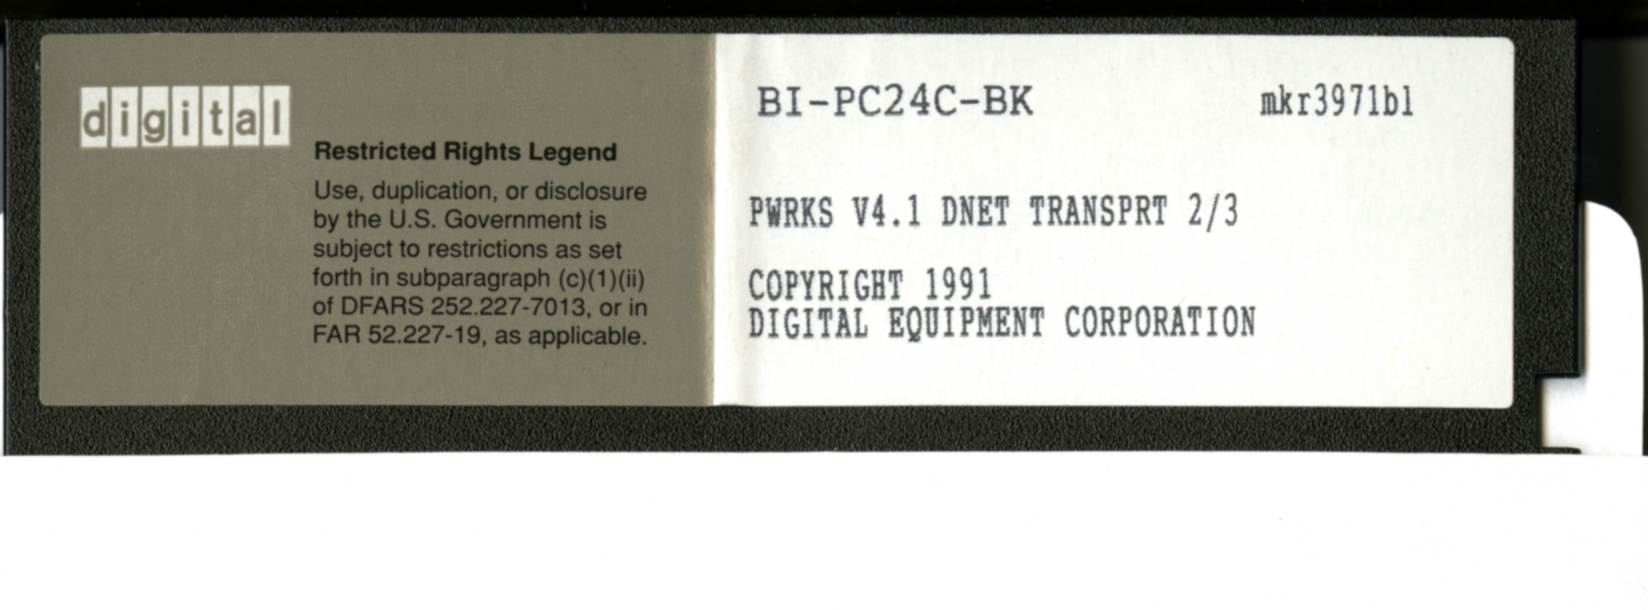 digital
Restricted Rights Legend
Use, duplication, or disclosure
by the U.S. Government is
subject to restrictions as set
forth in subparagraph (c)(1)(ii)
of DFARS 252.227-7013, or in
FAR 52.227-19, as applicable.
BI-PC24C-BK mkr3971bl
PWRKS V4.1 DNET TRANSPRT 2/3
COPYRIGHT 1991
DIGITAL EQUIPMENT CORPORATION